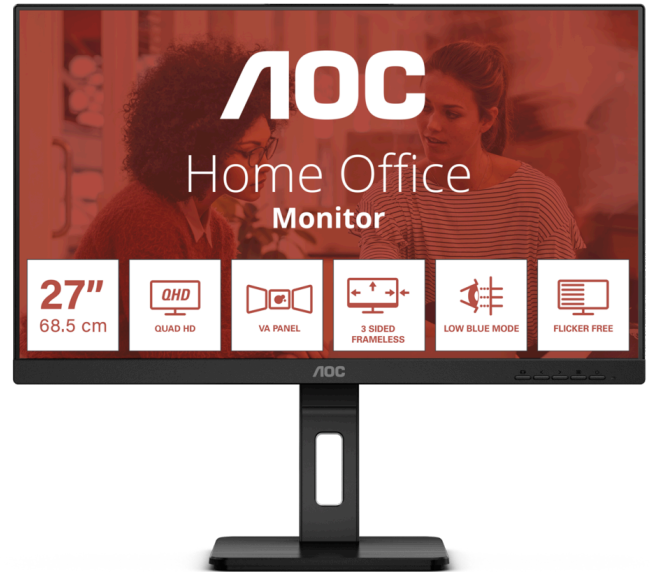 AOC
Home Office
Monitor
27"
68.5 cm
QHD
QUAD HD
VA PANEL
3 SIDED
FRAMELESS
LOW BLUE MODE
FLICKER FREE
AOC